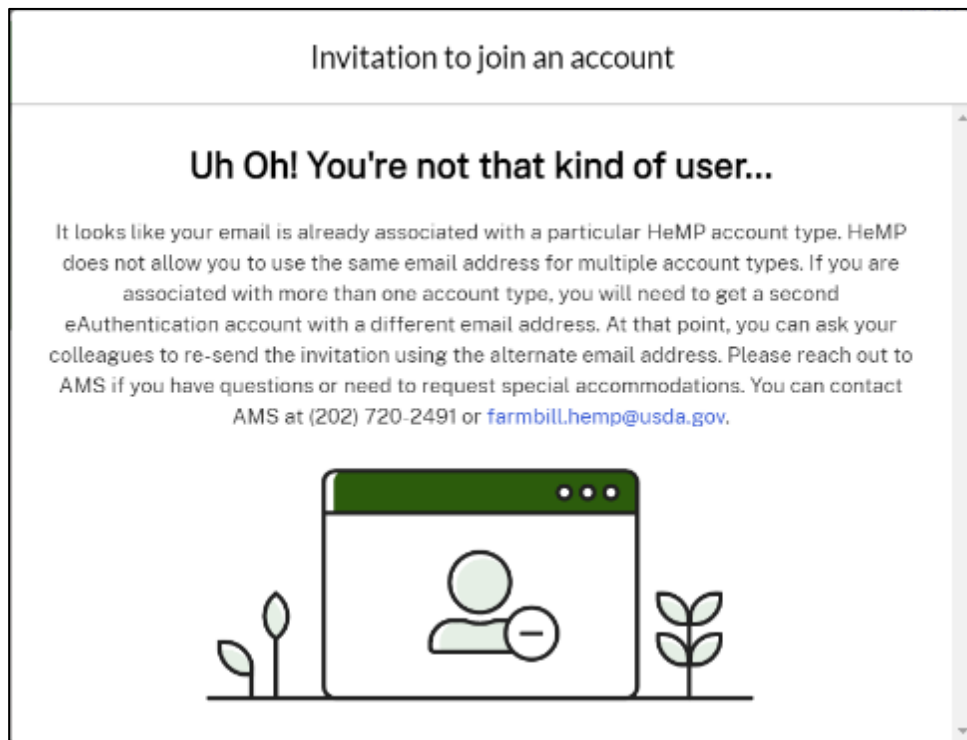 Invitation to join an account
Uh Oh! You're not that kind of user...
It looks like your email is already associated with a particular HeMP account type. HeMP
does not allow you to use the same email address for multiple account types. If you are
associated with more than one account type, you will need to get a second
eAuthentication account with a different email address. At that point, you can ask your
colleagues to re-send the invitation using the alternate email address. Please reach out to
AMS if you have questions or need to request special accommodations. You can contact
AMS at (202) 720-2491 or farmbill.hemp@usda.gov.